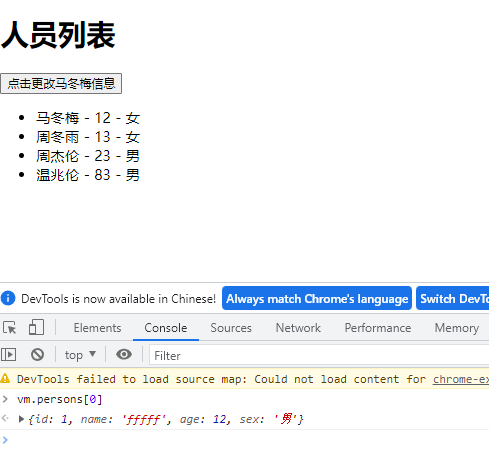 人员列表
点击更改马冬梅信息
马冬梅 - 12 - 女
周冬雨 - 13 - 女
周杰伦 - 23 - 男
温兆伦 - 83 - 男
DevTools is now available in Chinese! Always match Chrome's language Switch DevTo
Elements Console Sources Network Performance Memory
top Filter
DevTools failed to load source map: Could not load content for chrome-ex
vm.persons[0]
{id: 1, name: 'fffff', age: 12, sex: '男'}